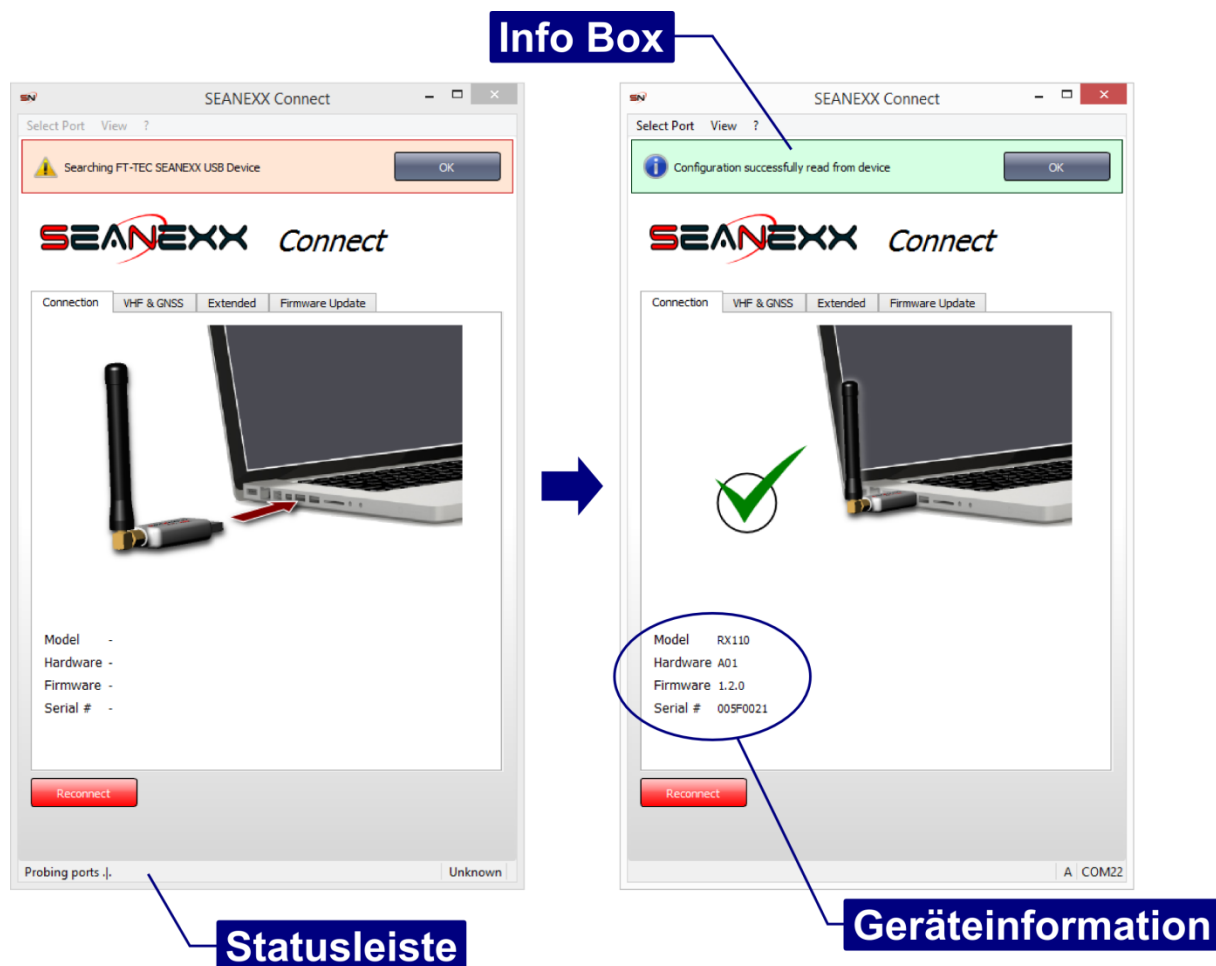 Info Box
SN
SEANEXX Connect
Select Port View ?
Searching FT-TEC SEANEXX USB Device
OK
SEANEXX Connect
Connection VHF & GNSS Extended Firmware Update
Model -
Hardware -
Firmware -
Serial # -
Reconnect
Probing ports .|.
Unknown
Statusleiste
SN
SEANEXX Connect
Select Port View ?
Configuration successfully read from device
OK
SEANEXX Connect
Connection VHF & GNSS Extended Firmware Update
Model RX110
Hardware A01
Firmware 1.2.0
Serial # 005F0021
Reconnect
A COM22
Geräteinformation